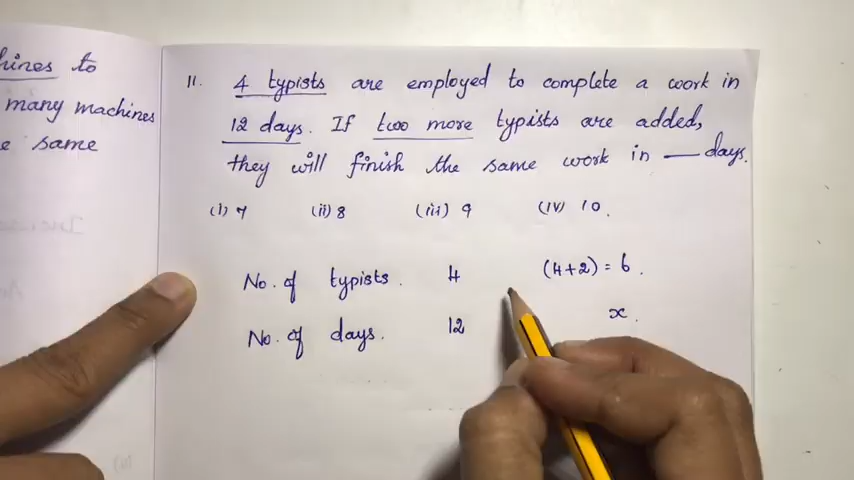 hines to
many machines
e same
11. 4 typists are employed to complete a work in
12 days. If two more typists are added,
they will finish the same work in ___ days.
(i) 7 (ii) 8 (iii) 9 (iv) 10.
No. of typists. 4 (4+2) = 6.
No. of days. 12 x.